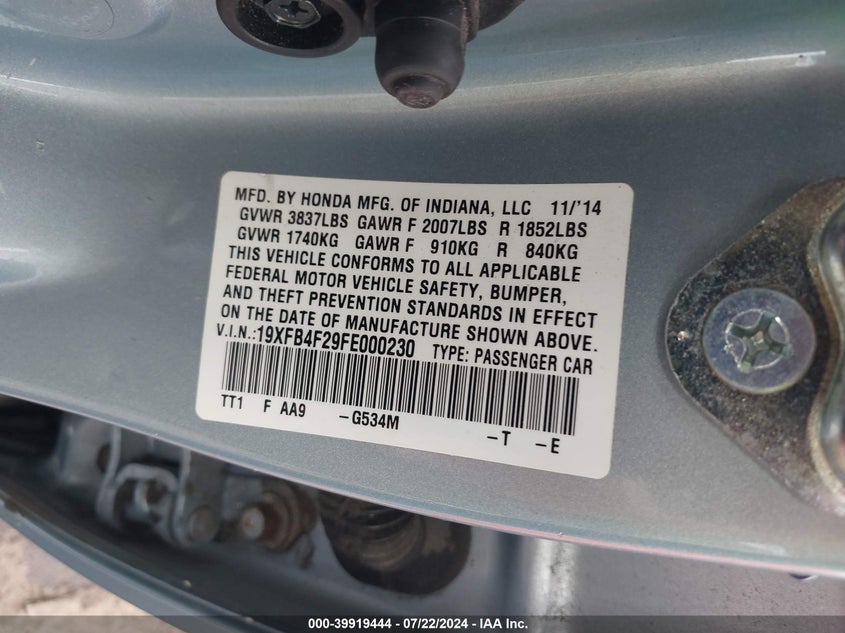 MFD. BY HONDA MFG. OF INDIANA, LLC 11/'14
GVWR 3837LBS GAWR F 2007LBS R 1852LBS
GVWR 1740KG GAWR F 910KG R 840KG
THIS VEHICLE CONFORMS TO ALL APPLICABLE
FEDERAL MOTOR VEHICLE SAFETY, BUMPER,
AND THEFT PREVENTION STANDARDS IN EFFECT
ON THE DATE OF MANUFACTURE SHOWN ABOVE.
V.I.N.:19XFB4F29FE000230 TYPE: PASSENGER CAR
TT1 F AA9 -G534M -T -E
000-39919444 / 07/22/2024 - IAA Inc.